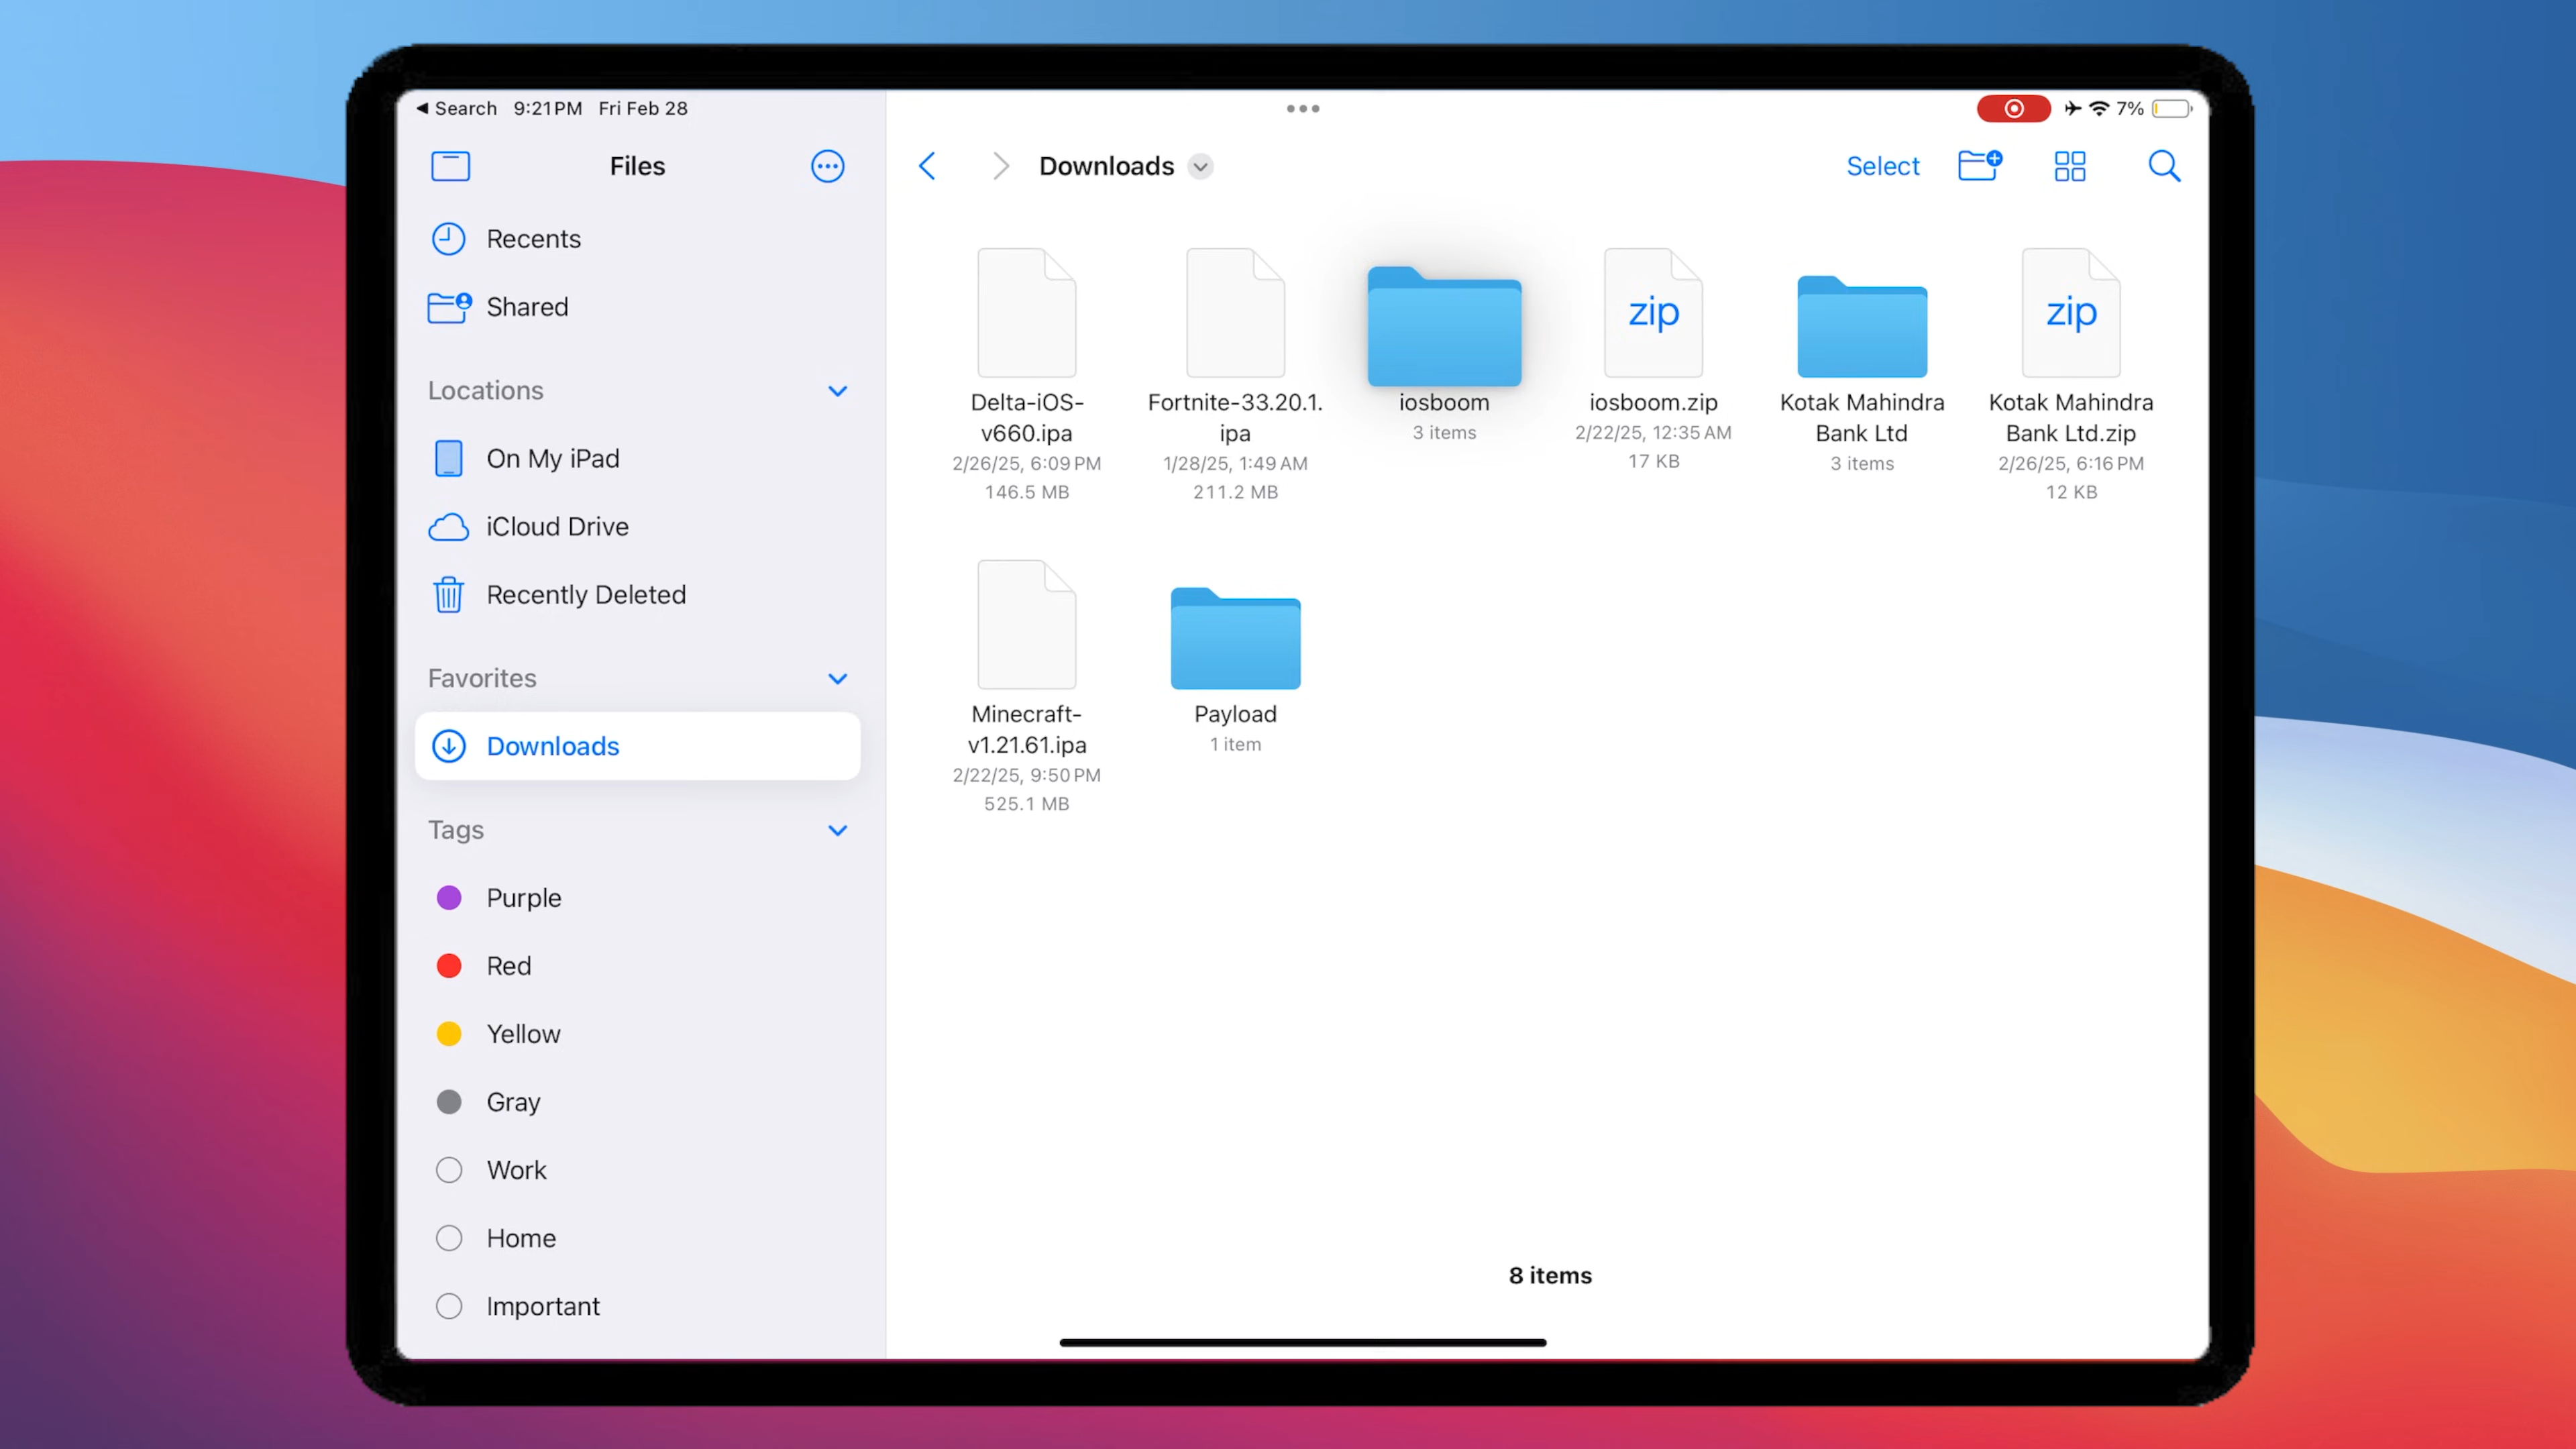 Search 9:21 PM Fri Feb 28
7%
Files
Recents
Shared
Locations
On My iPad
iCloud Drive
Recently Deleted
Favorites
Downloads
Tags
Purple
Red
Yellow
Gray
Work
Home
Important
Downloads
Select
Delta-iOS-
v660.ipa
2/26/25, 6:09 PM
146.5 MB
Fortnite-33.20.1.
ipa
1/28/25, 1:49 AM
211.2 MB
iosboom
3 items
zip
iosboom.zip
2/22/25, 12:35 AM
17 KB
Kotak Mahindra
Bank Ltd
3 items
zip
Kotak Mahindra
Bank Ltd.zip
2/26/25, 6:16 PM
12 KB
Minecraft-
v1.21.61.ipa
2/22/25, 9:50 PM
525.1 MB
Payload
1 item
8 items